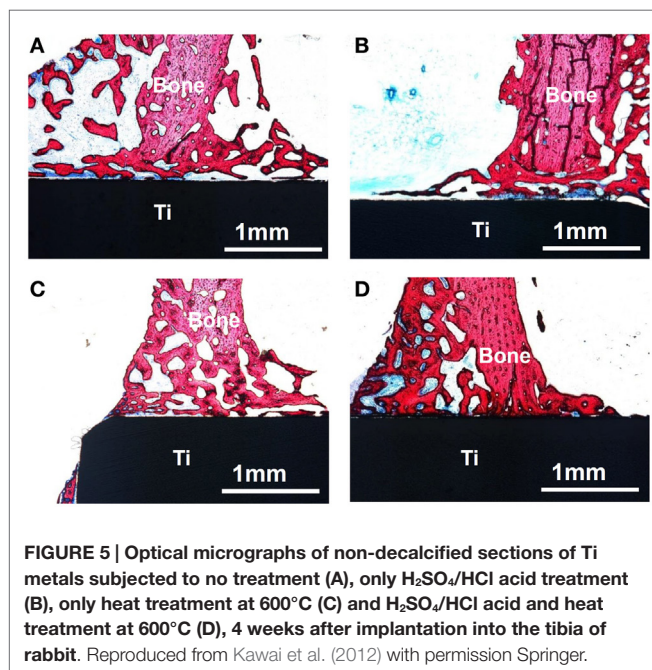 A
Bone
Ti
1mm
B
Bone
Ti
1mm
C
Bone
Ti
1mm
D
Bone
Ti
1mm
FIGURE 5 | Optical micrographs of non-decalcified sections of Ti
metals subjected to no treatment (A), only H₂SO₄/HCl acid treatment
(B), only heat treatment at 600°C (C) and H₂SO₄/HCl acid and heat
treatment at 600°C (D), 4 weeks after implantation into the tibia of
rabbit. Reproduced from Kawai et al. (2012) with permission Springer.